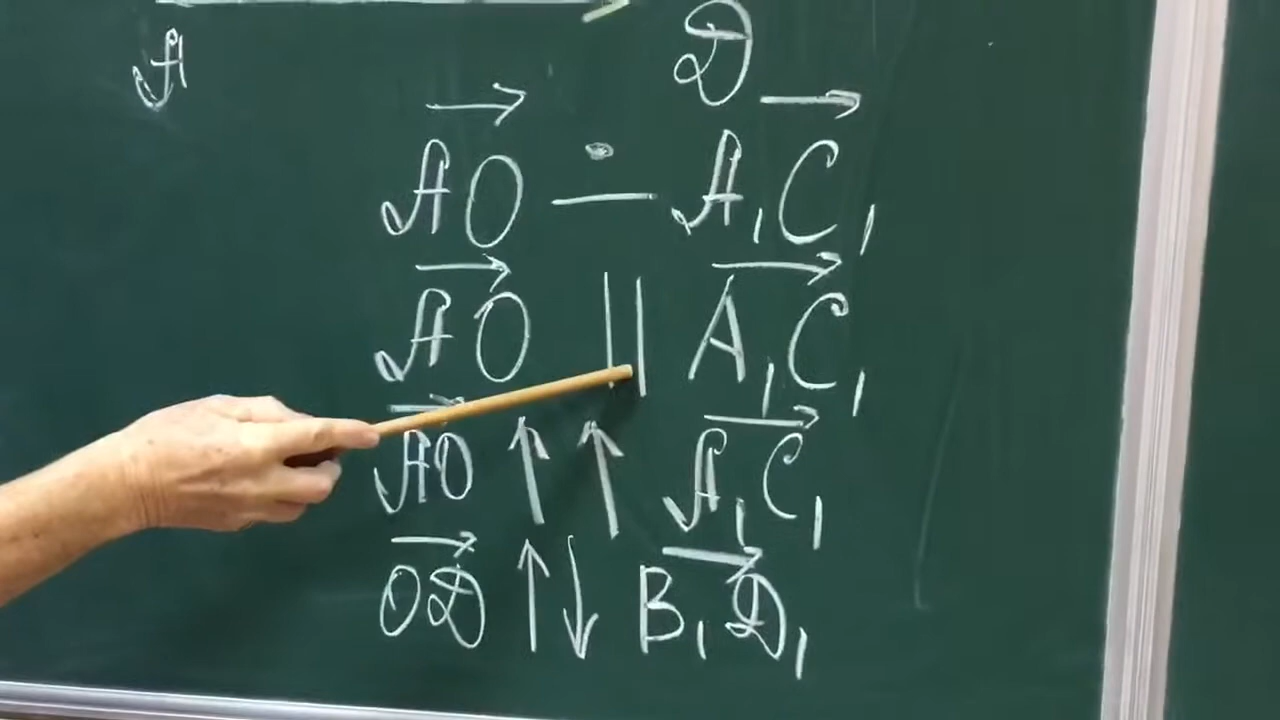 A D
→AO ∸ →A₁C₁
→AO || →A₁C₁
→AO ↑↑ →A₁C₁
→OD ↑↓ →B₁D₁